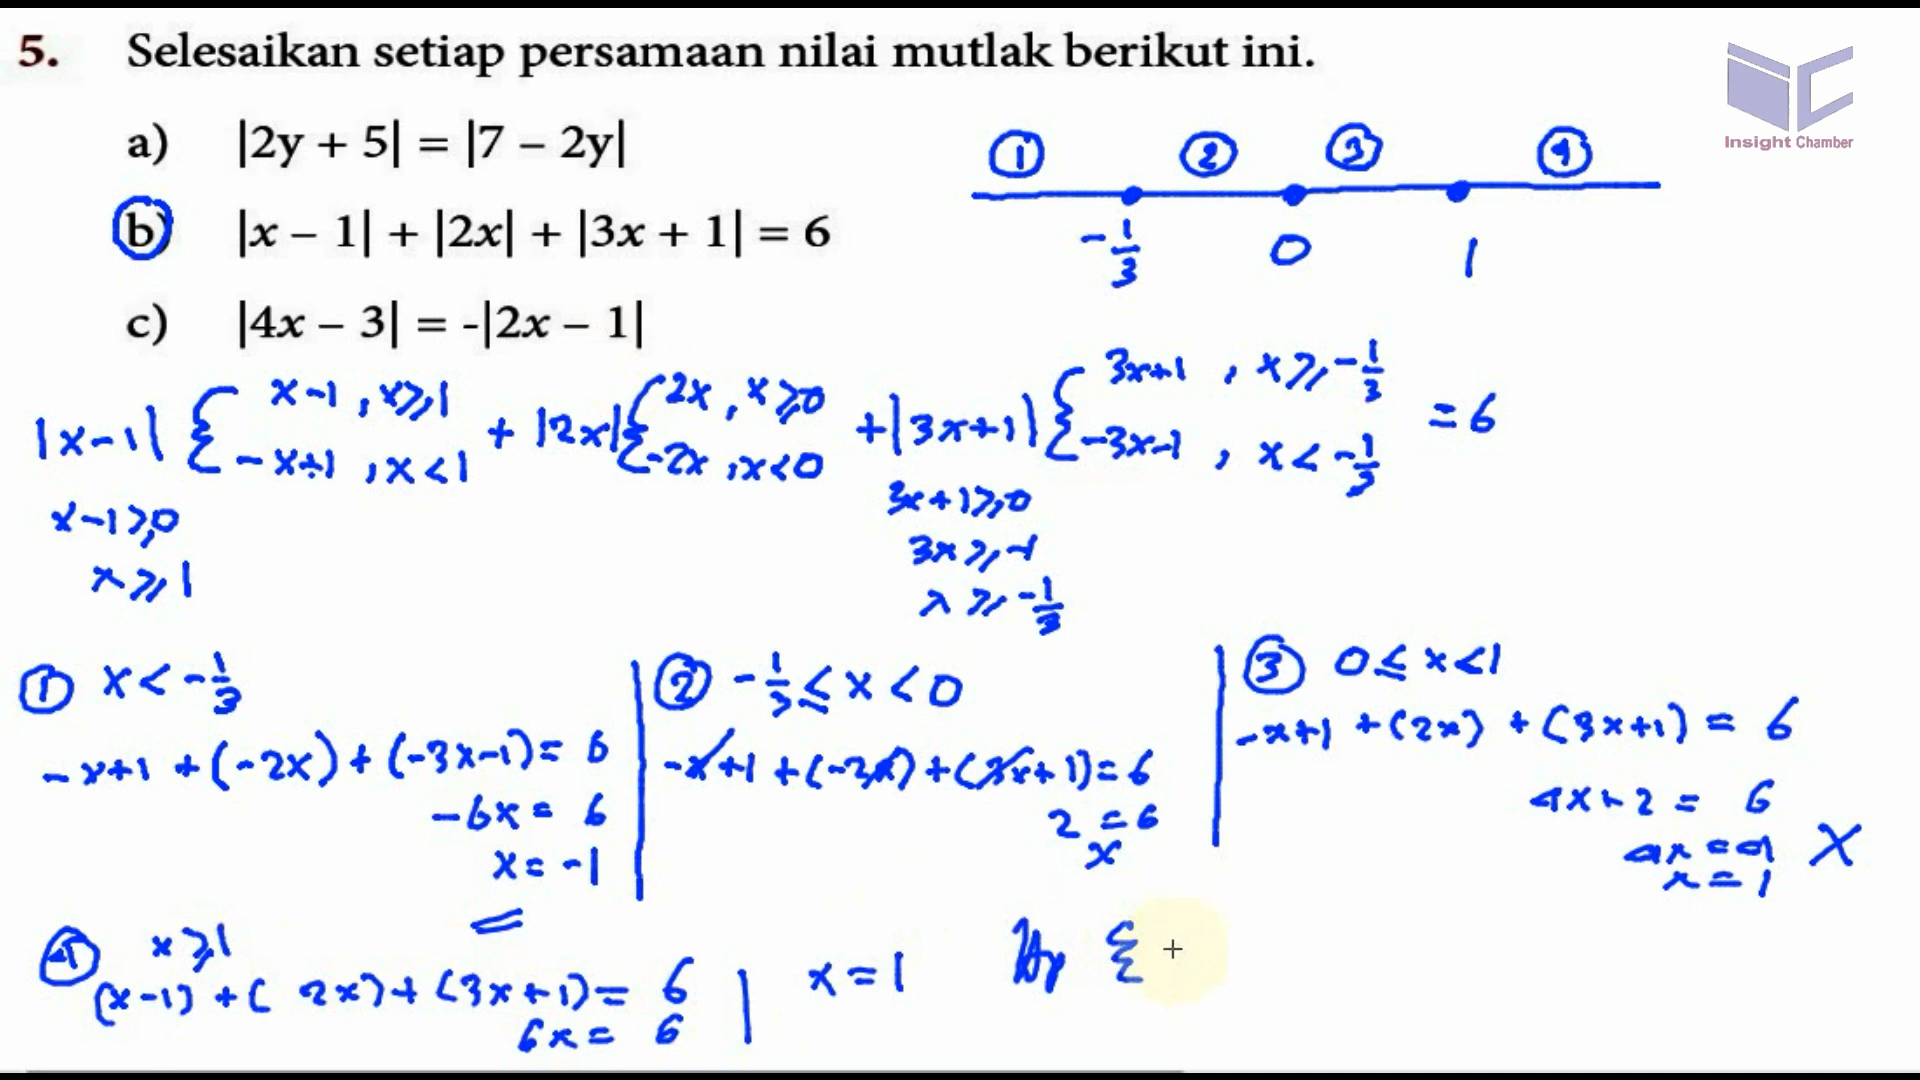 5. Selesaikan setiap persamaan nilai mutlak berikut ini.
a) |2y + 5| = |7 – 2y|
b) |x – 1| + |2x| + |3x + 1| = 6
c) |4x – 3| = -|2x – 1|
Insight Chamber
① ② ③ ④
-1/3 0 1
|x-1| { x-1, x≥1 + |2x| { 2x, x≥0 + |3x+1| { 3x+1, x≥-1/3 = 6
-x+1, x<1 -2x, x<0 -3x-1, x<-1/3
x-1≥0
x≥1
3x+1≥0
3x≥-1
x≥-1/3
① x<-1/3
-x+1 + (-2x) + (-3x-1) = 6
-6x = 6
x = -1
② -1/3 ≤ x < 0
-x+1 + (-2x) + (3x+1) = 6
2 = 6
x
③ 0 ≤ x < 1
-x+1 + (2x) + (3x+1) = 6
4x+2 = 6
4x = 4
x = 1 X
④ x≥1
(x-1) + (2x) + (3x+1) = 6
6x = 6
x = 1
Hp {